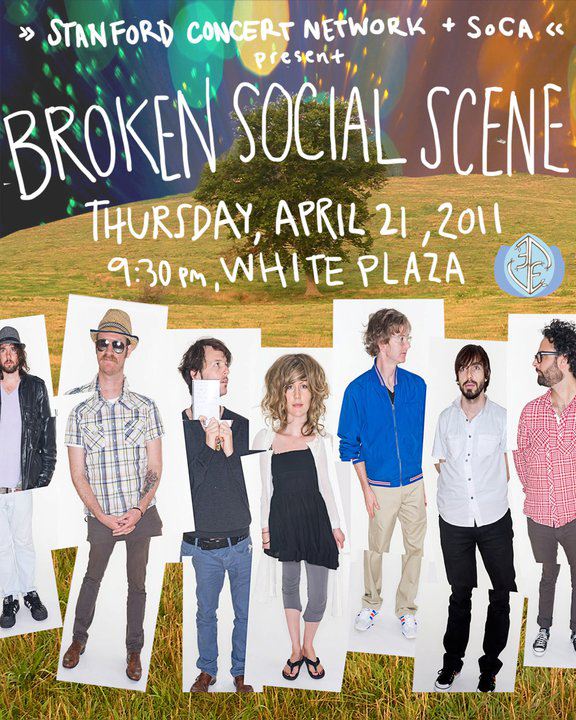 » STANFORD CONCERT NETWORK + SOCA «
present
BROKEN SOCIAL SCENE
THURSDAY, APRIL 21, 2011
9:30 pm, WHITE PLAZA